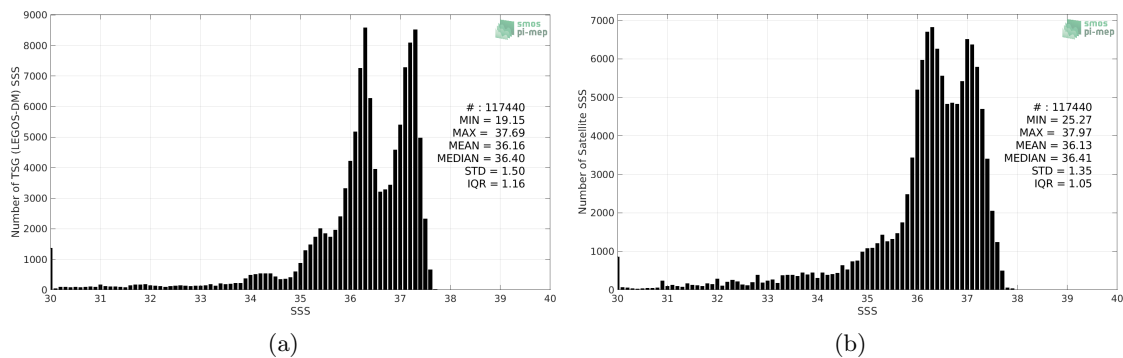 9000
8000
7000
6000
5000
4000
3000
2000
1000
0
Number of TSG (LEGOS-DM) SSS
30 31 32 33 34 35 36 37 38 39 40
SSS
smos
pi-mep
# : 117440
MIN = 19.15
MAX = 37.69
MEAN = 36.16
MEDIAN = 36.40
STD = 1.50
IQR = 1.16
(a)
7000
6000
5000
4000
3000
2000
1000
0
Number of Satellite SSS
30 31 32 33 34 35 36 37 38 39 40
SSS
smos
pi-mep
# : 117440
MIN = 25.27
MAX = 37.97
MEAN = 36.13
MEDIAN = 36.41
STD = 1.35
IQR = 1.05
(b)